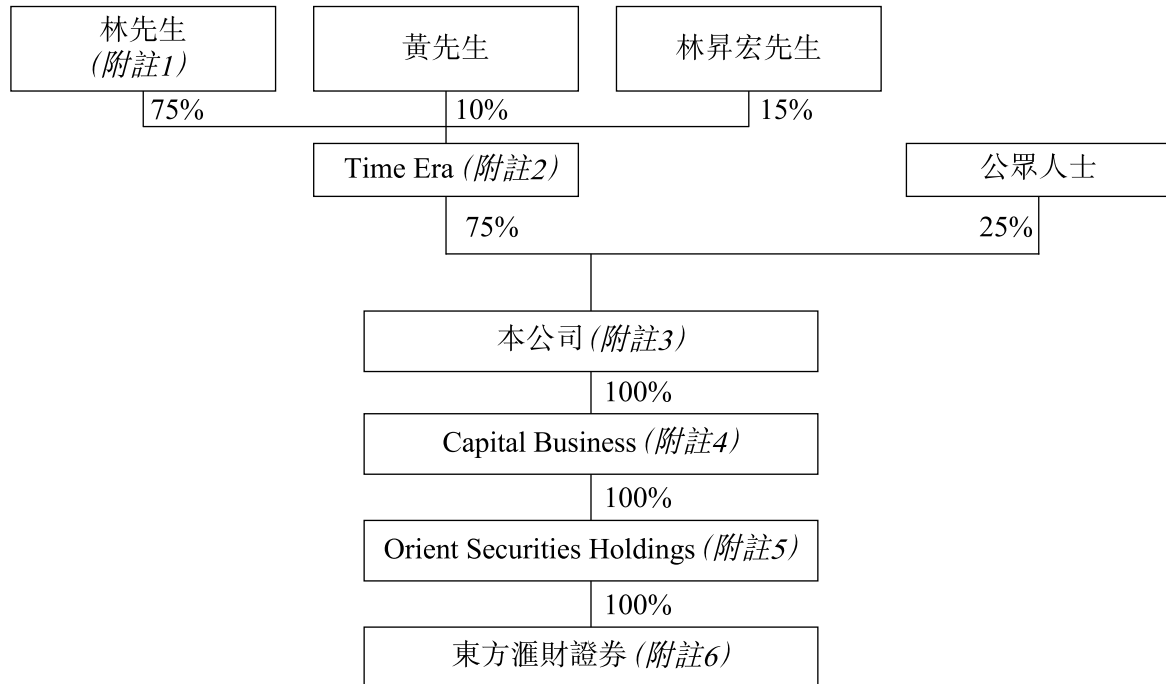 林先生
(附註1)
黃先生
林昇宏先生
75%
10%
15%
Time Era (附註2)
公眾人士
75%
25%
本公司 (附註3)
100%
Capital Business (附註4)
100%
Orient Securities Holdings (附註5)
100%
東方滙財證券 (附註6)